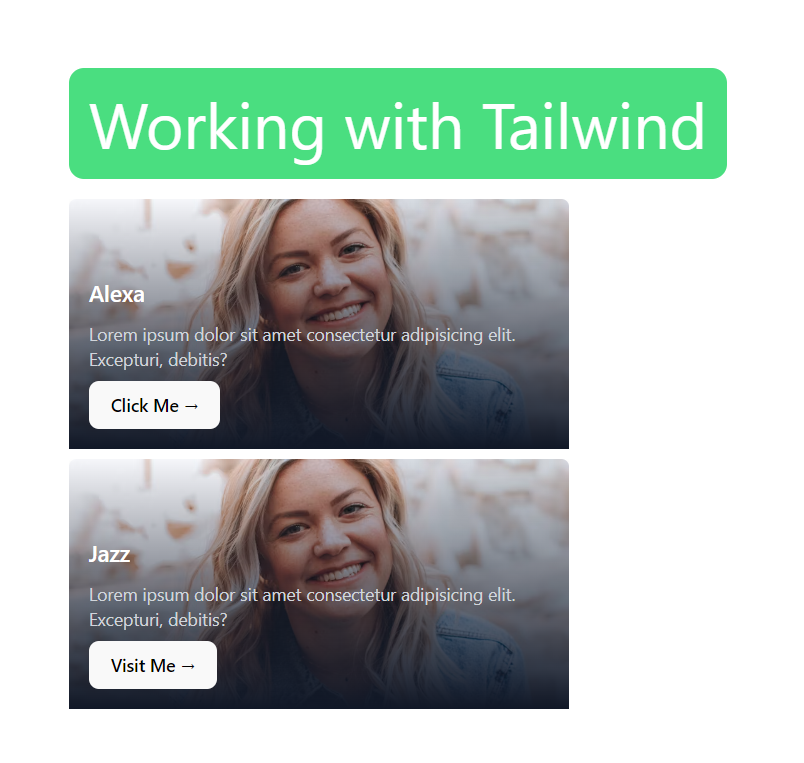 Working with Tailwind
Alexa
Lorem ipsum dolor sit amet consectetur adipisicing elit.
Excepturi, debitis?
Click Me →
Jazz
Lorem ipsum dolor sit amet consectetur adipisicing elit.
Excepturi, debitis?
Visit Me →